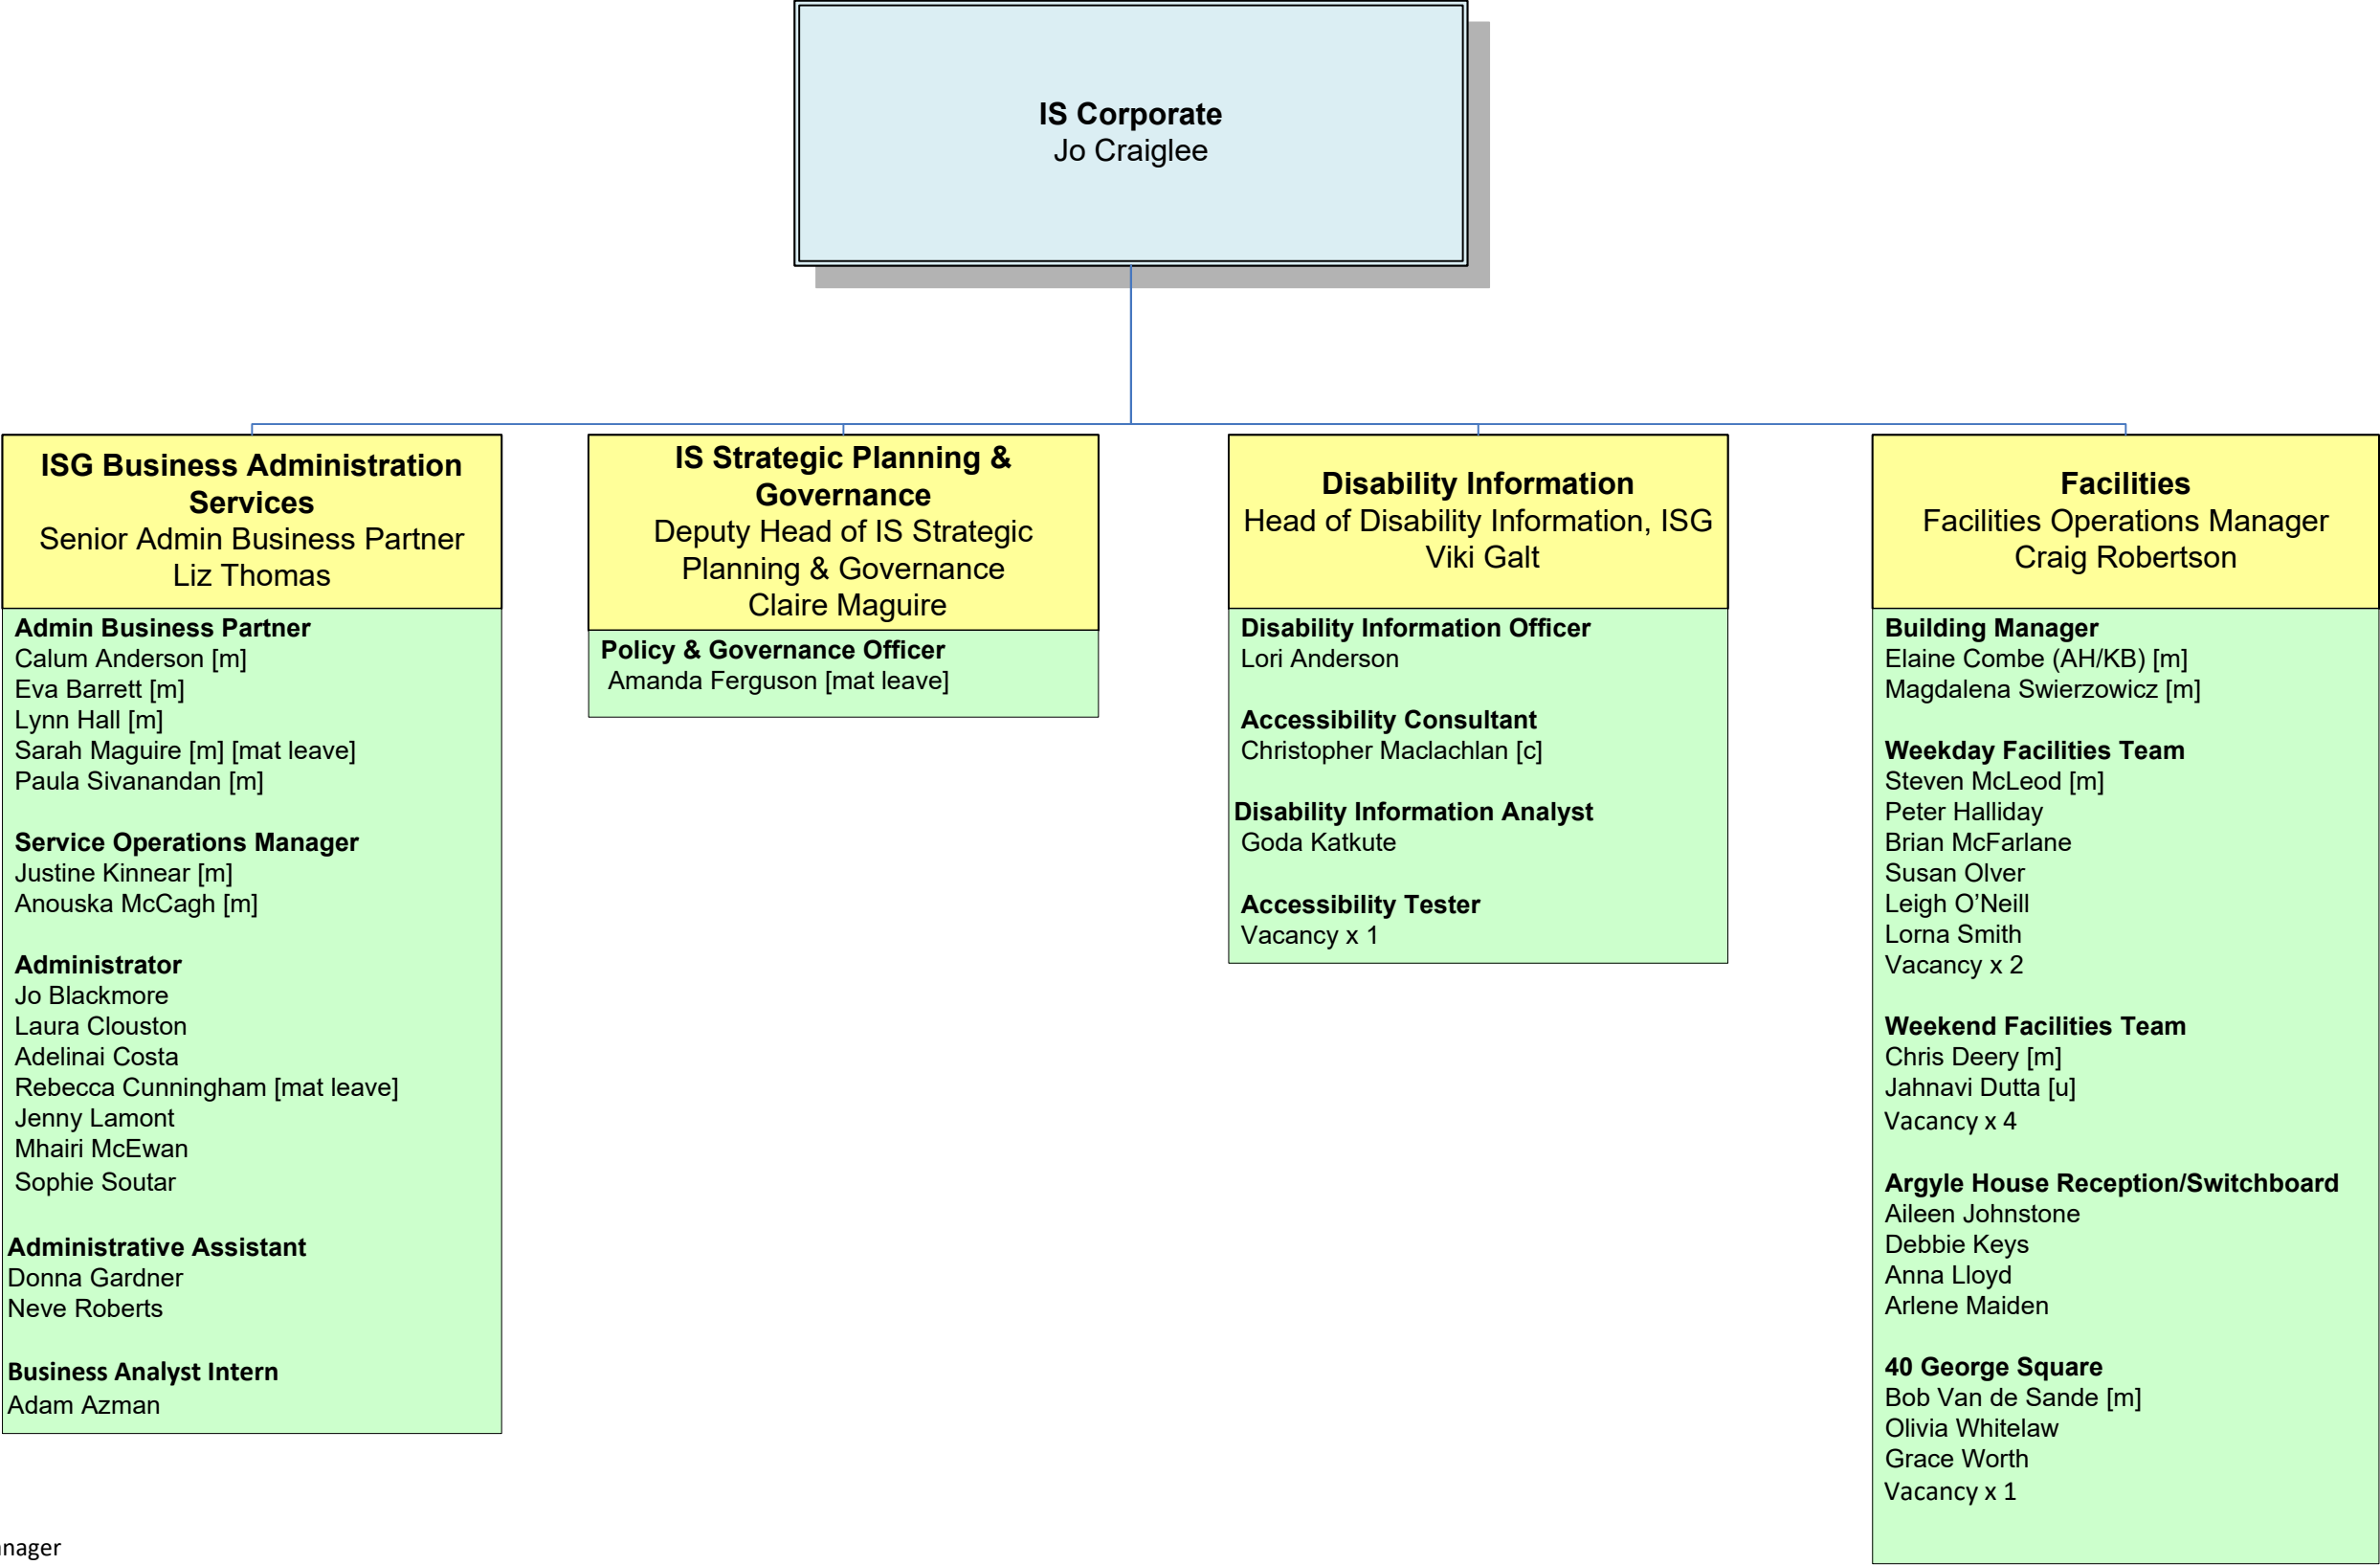 IS Corporate
Jo Craiglee
ISG Business Administration
Services
Senior Admin Business Partner
Liz Thomas
Admin Business Partner
Calum Anderson [m]
Eva Barrett [m]
Lynn Hall [m]
Sarah Maguire [m] [mat leave]
Paula Sivanandan [m]
Service Operations Manager
Justine Kinnear [m]
Anouska McCagh [m]
Administrator
Jo Blackmore
Laura Clouston
Adelinai Costa
Rebecca Cunningham [mat leave]
Jenny Lamont
Mhairi McEwan
Sophie Soutar
Administrative Assistant
Donna Gardner
Neve Roberts
Business Analyst Intern
Adam Azman
IS Strategic Planning &
Governance
Deputy Head of IS Strategic
Planning & Governance
Claire Maguire
Policy & Governance Officer
Amanda Ferguson [mat leave]
Disability Information
Head of Disability Information, ISG
Viki Galt
Disability Information Officer
Lori Anderson
Accessibility Consultant
Christopher Maclachlan [c]
Disability Information Analyst
Goda Katkute
Accessibility Tester
Vacancy x 1
Facilities
Facilities Operations Manager
Craig Robertson
Building Manager
Elaine Combe (AH/KB) [m]
Magdalena Swierzowicz [m]
Weekday Facilities Team
Steven McLeod [m]
Peter Halliday
Brian McFarlane
Susan Olver
Leigh O’Neill
Lorna Smith
Vacancy x 2
Weekend Facilities Team
Chris Deery [m]
Jahnavi Dutta [u]
Vacancy x 4
Argyle House Reception/Switchboard
Aileen Johnstone
Debbie Keys
Anna Lloyd
Arlene Maiden
40 George Square
Bob Van de Sande [m]
Olivia Whitelaw
Grace Worth
Vacancy x 1